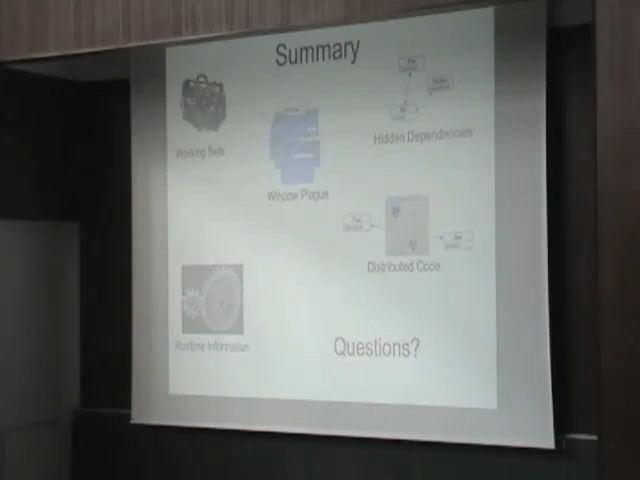 Summary
Working Sets
Window Plague
Hidden Dependencies
Distributed Code
Runtime Information
Questions?